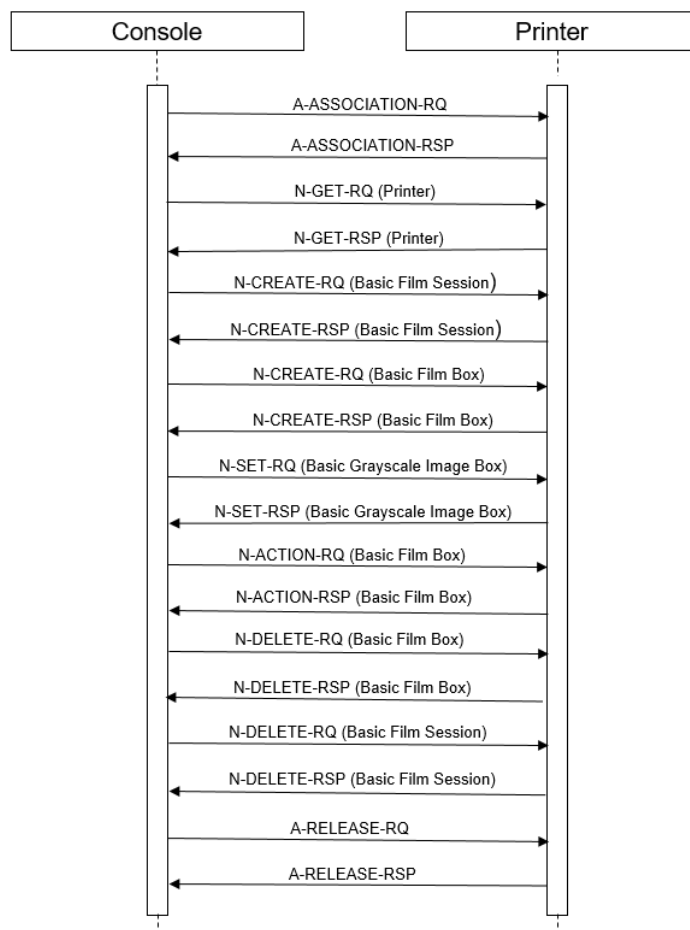 Console
Printer
A-ASSOCIATION-RQ
A-ASSOCIATION-RSP
N-GET-RQ (Printer)
N-GET-RSP (Printer)
N-CREATE-RQ (Basic Film Session)
N-CREATE-RSP (Basic Film Session)
N-CREATE-RQ (Basic Film Box)
N-CREATE-RSP (Basic Film Box)
N-SET-RQ (Basic Grayscale Image Box)
N-SET-RSP (Basic Grayscale Image Box)
N-ACTION-RQ (Basic Film Box)
N-ACTION-RSP (Basic Film Box)
N-DELETE-RQ (Basic Film Box)
N-DELETE-RSP (Basic Film Box)
N-DELETE-RQ (Basic Film Session)
N-DELETE-RSP (Basic Film Session)
A-RELEASE-RQ
A-RELEASE-RSP